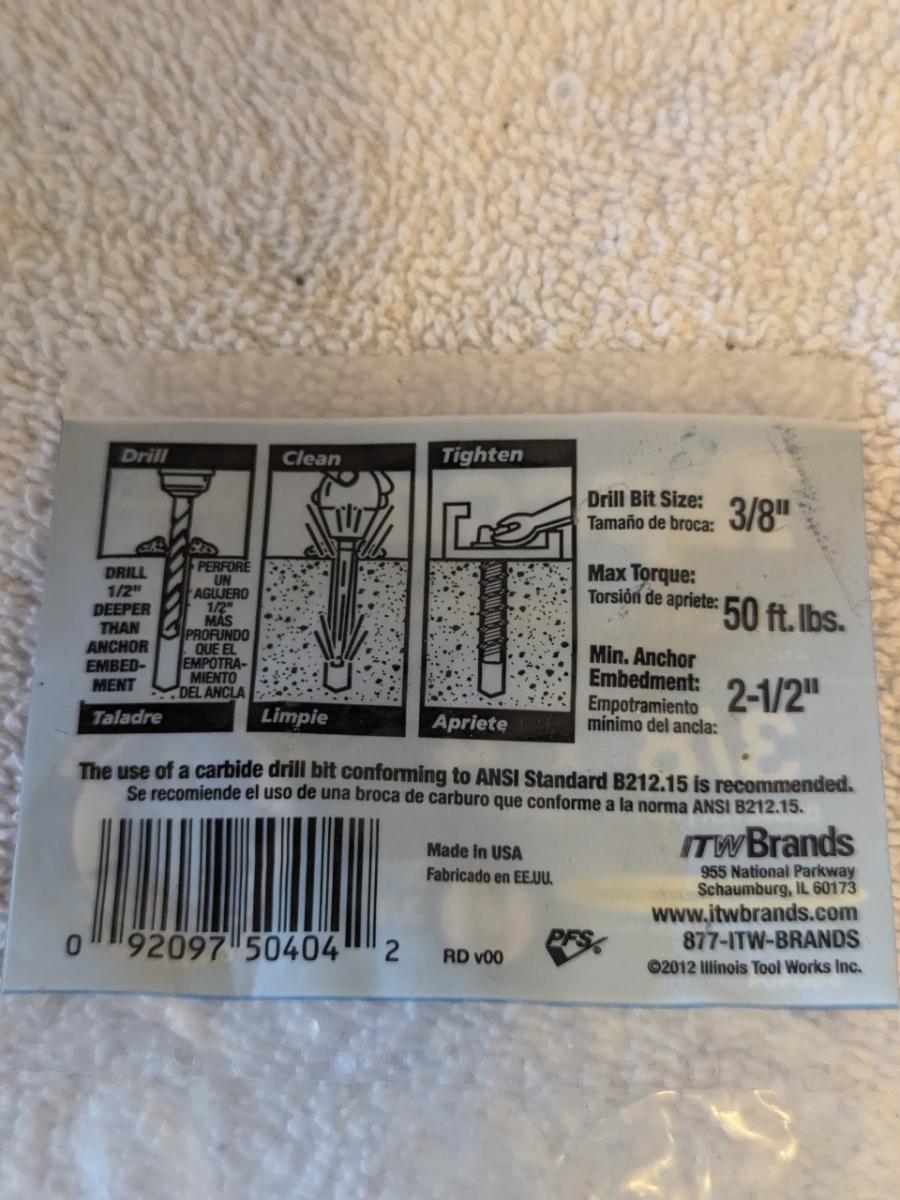 Drill
Clean
Tighten
DRILL
1/2"
DEEPER
THAN
ANCHOR
EMBED-
MENT
PERFORE
UN
AGUJERO
1/2"
MÁS
PROFUNDO
QUE EL
EMPOTRA-
MIENTO
DEL ANCLA
Taladre
Limpie
Apriete
Drill Bit Size:
Tamaño de broca:
3/8"
Max Torque:
Torsión de apriete:
50 ft. lbs.
Min. Anchor
Embedment:
Empotramiento
mínimo del ancla:
2-1/2"
The use of a carbide drill bit conforming to ANSI Standard B212.15 is recommended.
Se recomiende el uso de una broca de carburo que conforme a la norma ANSI B212.15.
0 92097 50404 2
Made in USA
Fabricado en EE.UU.
RD v00
PFS®
ITW Brands
955 National Parkway
Schaumburg, IL 60173
www.itwbrands.com
877-ITW-BRANDS
©2012 Illinois Tool Works Inc.